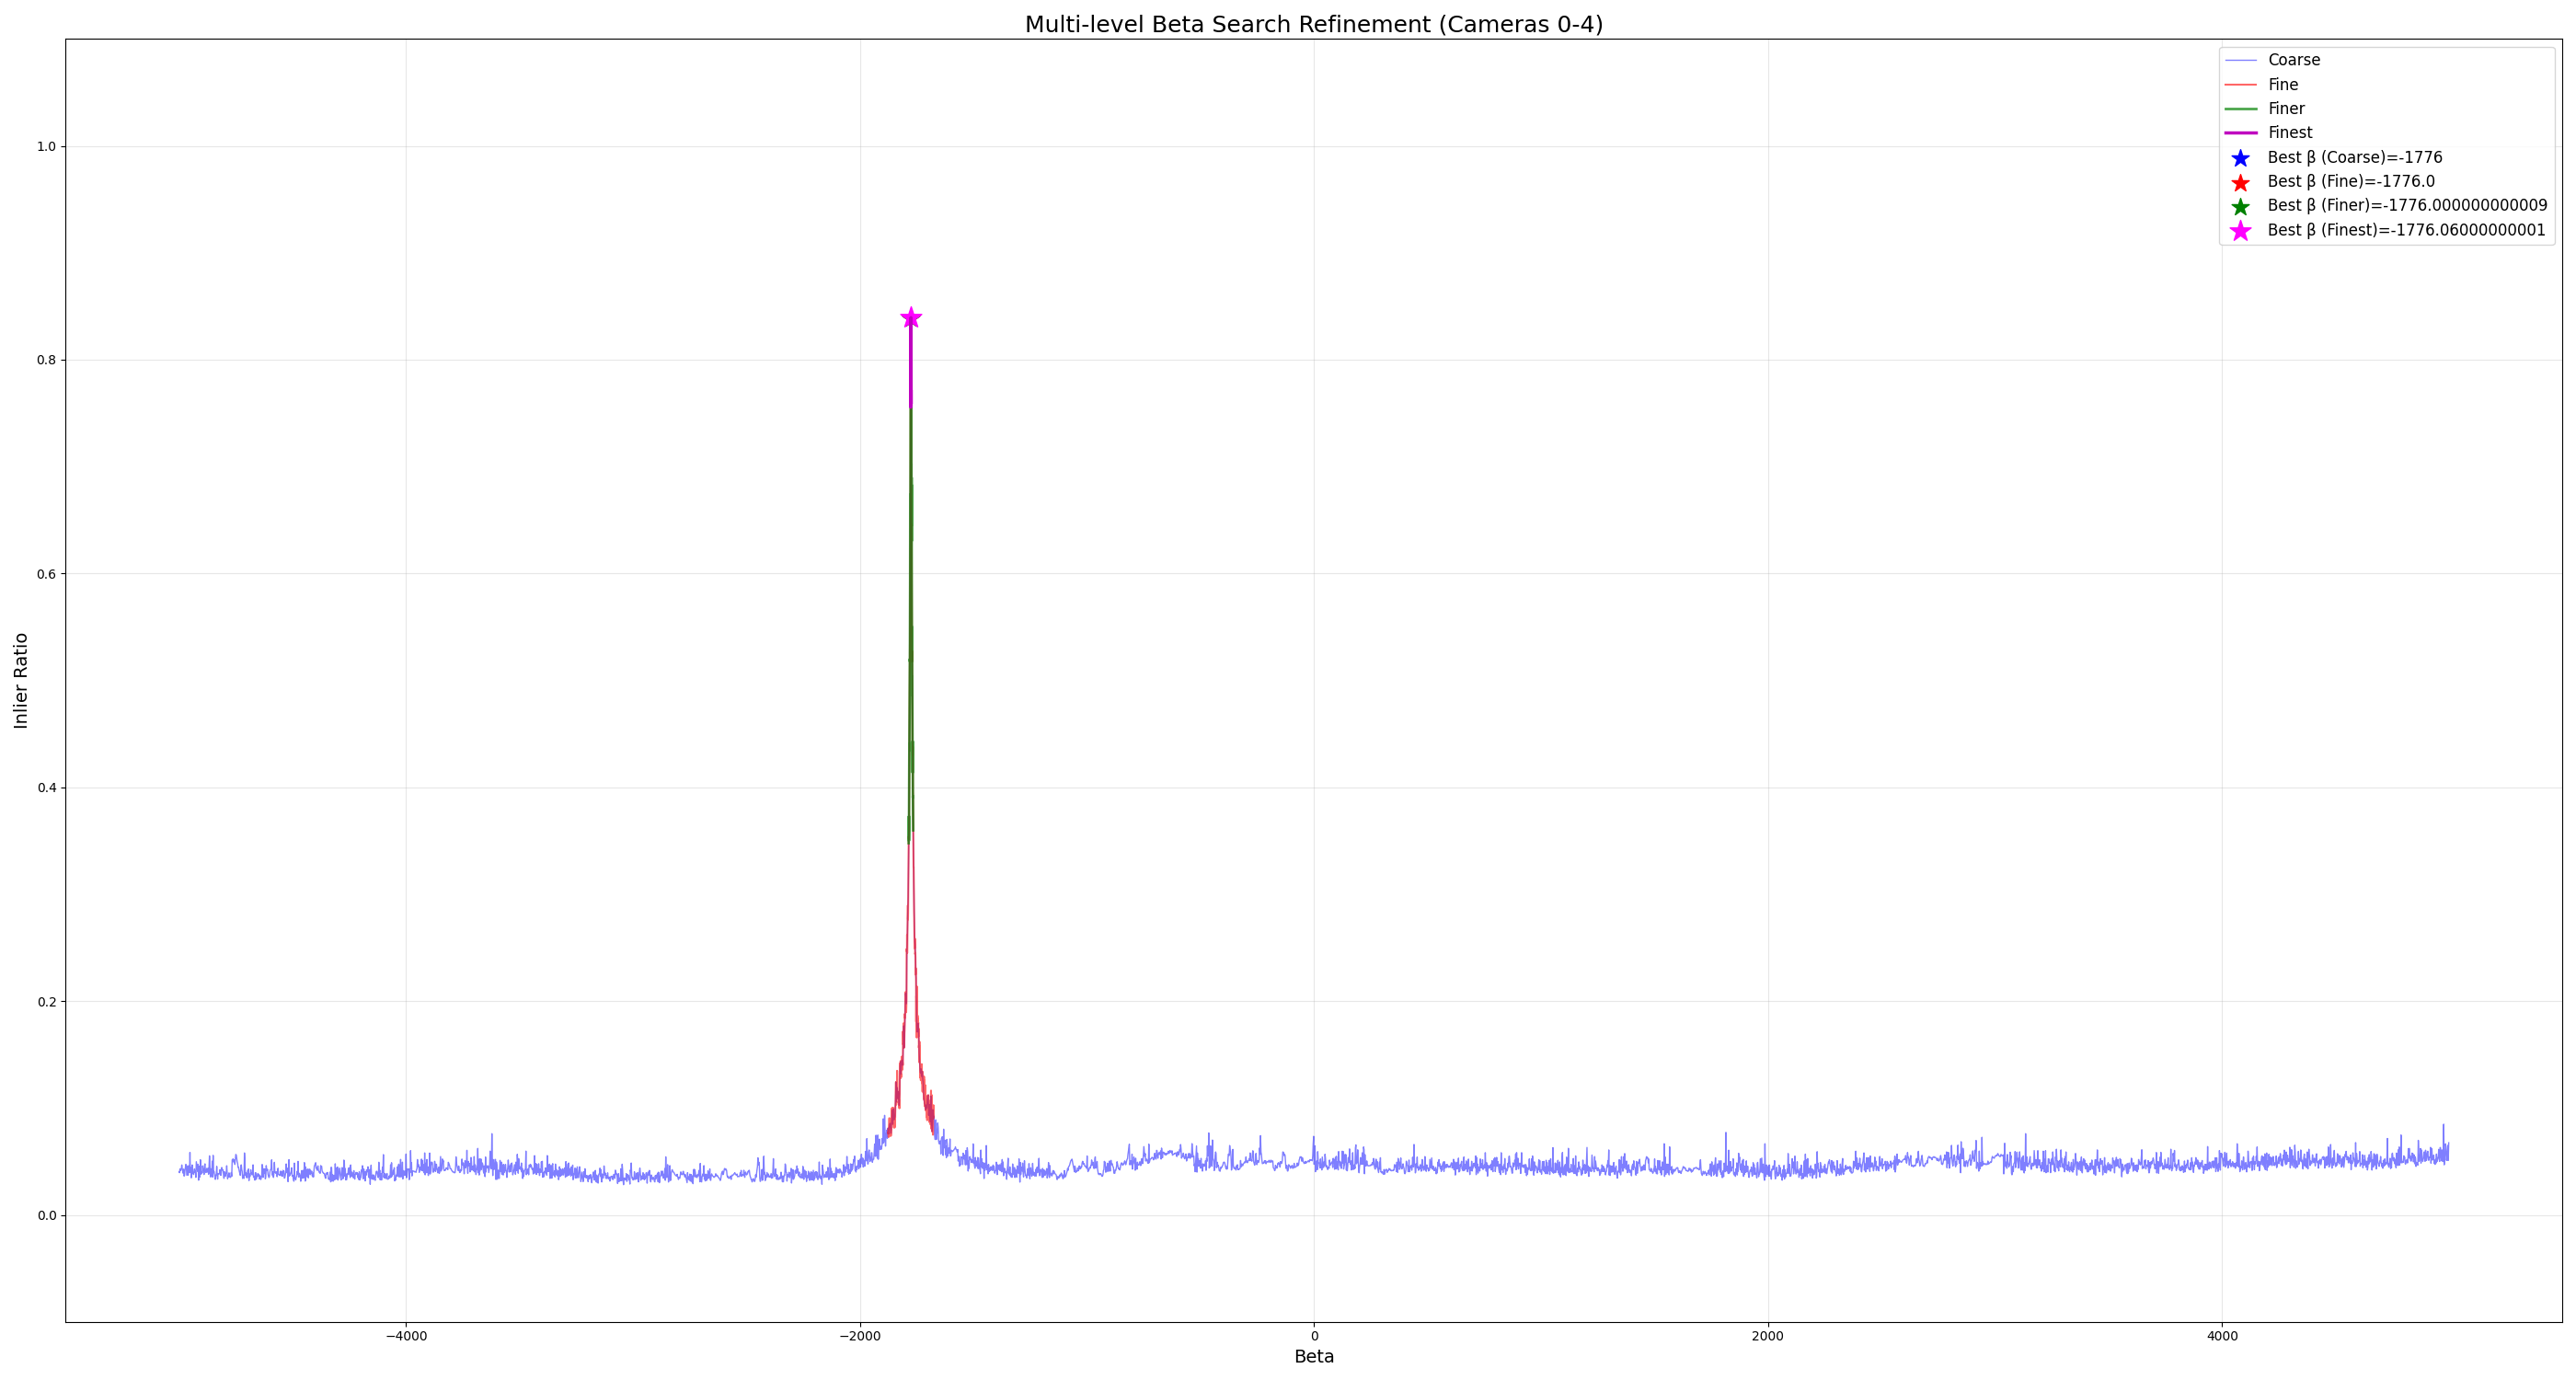 Multi-level Beta Search Refinement (Cameras 0-4)
Coarse
Fine
Finer
Finest
Best β (Coarse)=-1776
Best β (Fine)=-1776.0
Best β (Finer)=-1776.000000000009
Best β (Finest)=-1776.06000000001
Inlier Ratio
1.0
0.8
0.6
0.4
0.2
0.0
−4000
−2000
0
2000
4000
Beta